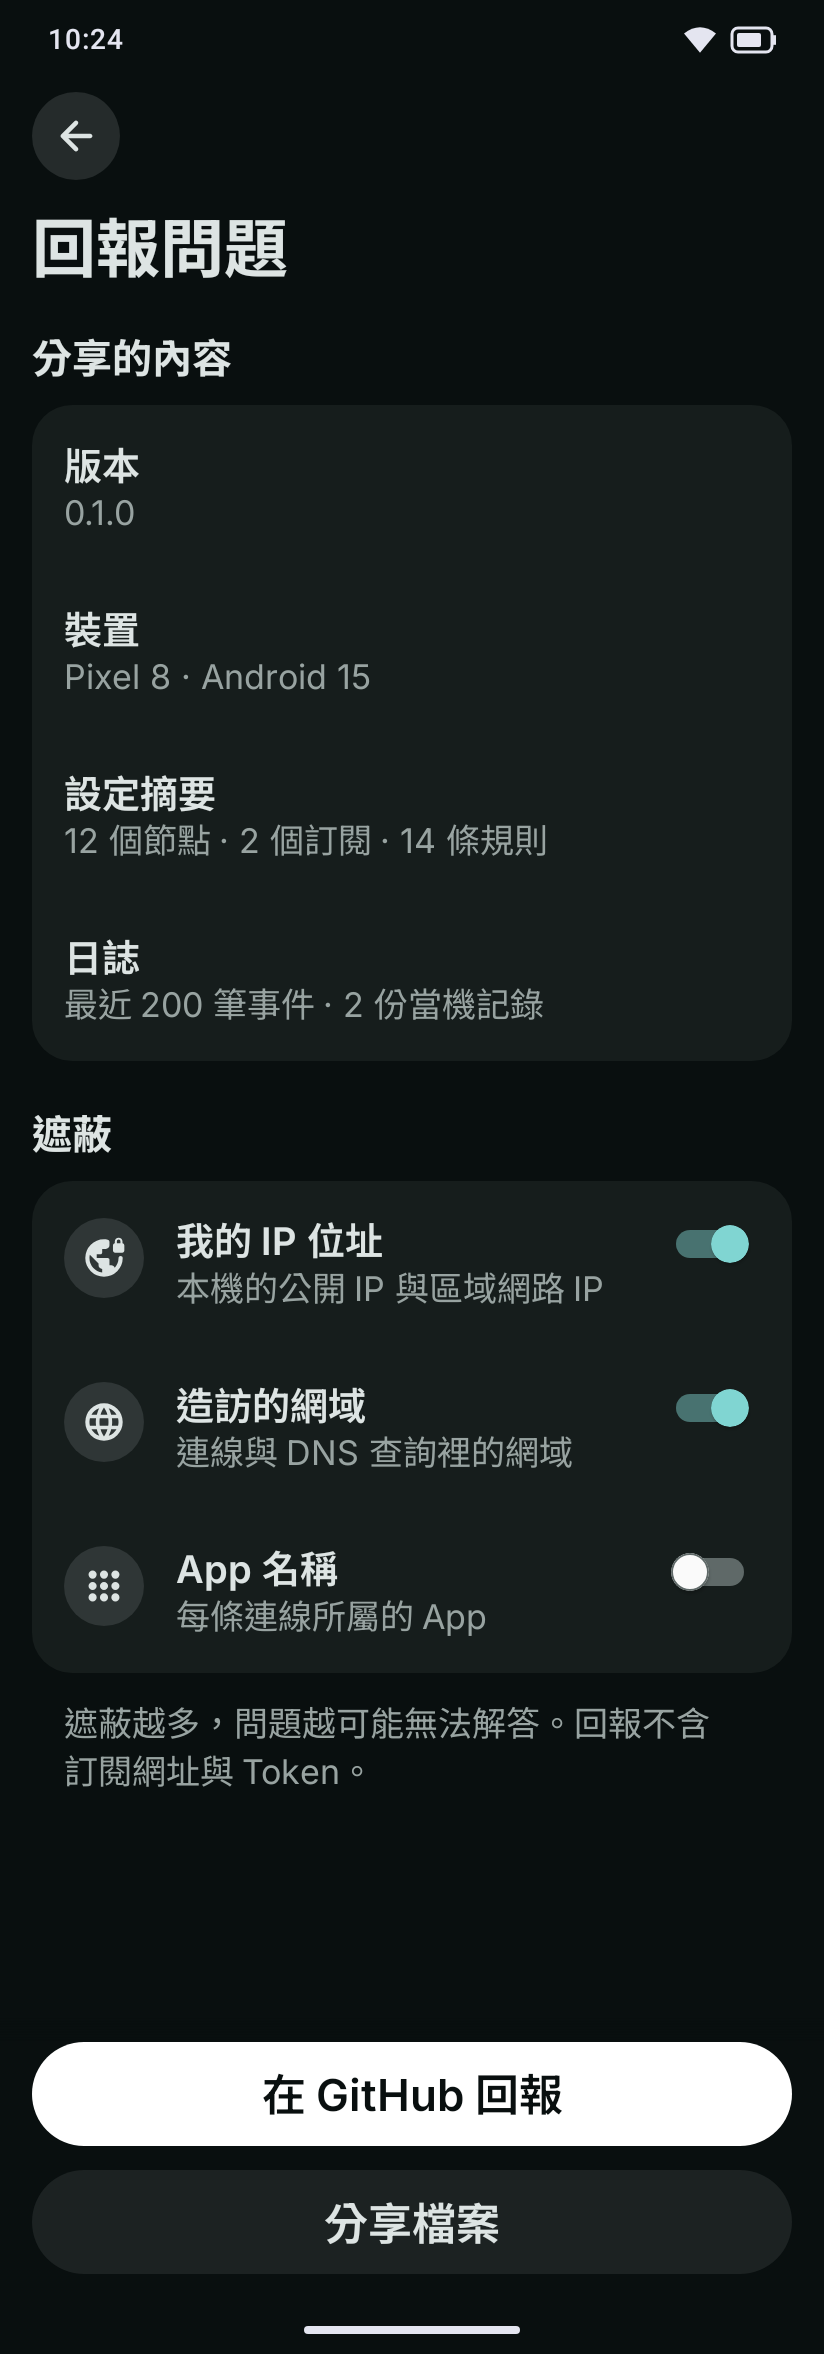 10:24
回報問題
分享的內容
版本
0.1.0
裝置
Pixel 8 · Android 15
設定摘要
12 個節點 · 2 個訂閱 · 14 條規則
日誌
最近 200 筆事件 · 2 份當機記錄
遮蔽
我的 IP 位址
本機的公開 IP 與區域網路 IP
造訪的網域
連線與 DNS 查詢裡的網域
App 名稱
每條連線所屬的 App
遮蔽越多，問題越可能無法解答。回報不含
訂閱網址與 Token。
在 GitHub 回報
分享檔案